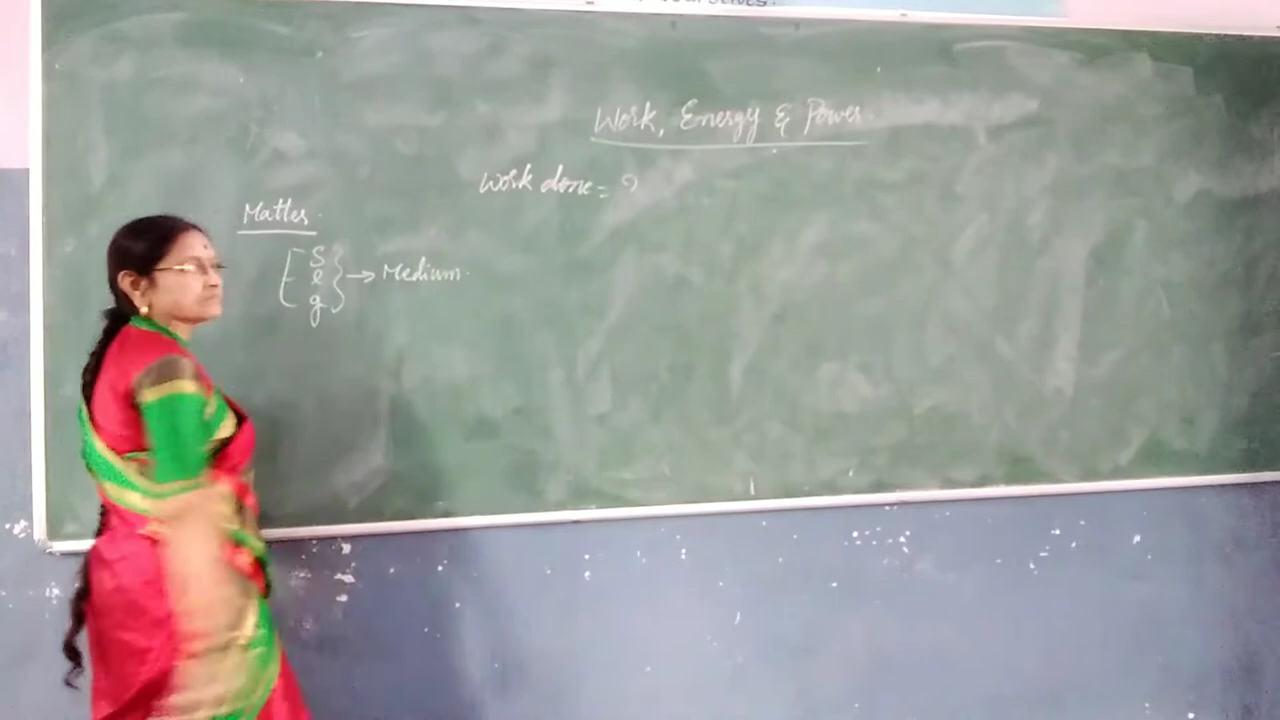 Work, Energy & Power.
Work done = ?
Matter.
S
l
g
→ Medium.